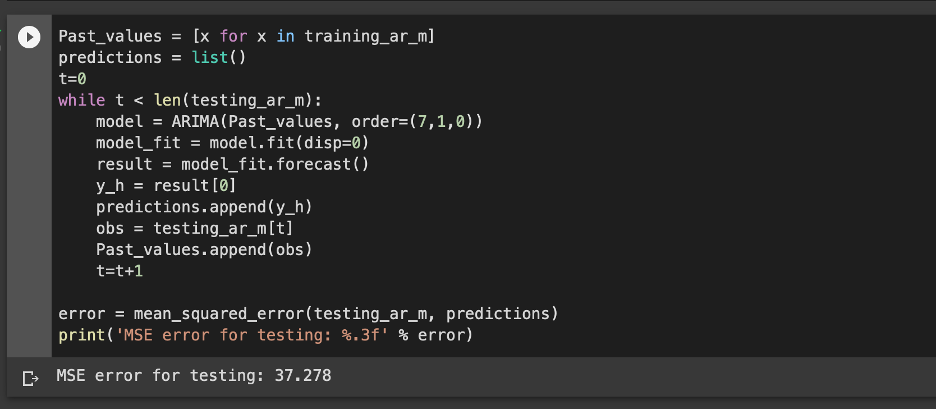 Past_values = [x for x in training_ar_m]
predictions = list()
t=0
while t < len(testing_ar_m):
    model = ARIMA(Past_values, order=(7,1,0))
    model_fit = model.fit(disp=0)
    result = model_fit.forecast()
    y_h = result[0]
    predictions.append(y_h)
    obs = testing_ar_m[t]
    Past_values.append(obs)
    t=t+1

error = mean_squared_error(testing_ar_m, predictions)
print('MSE error for testing: %.3f' % error)
MSE error for testing: 37.278